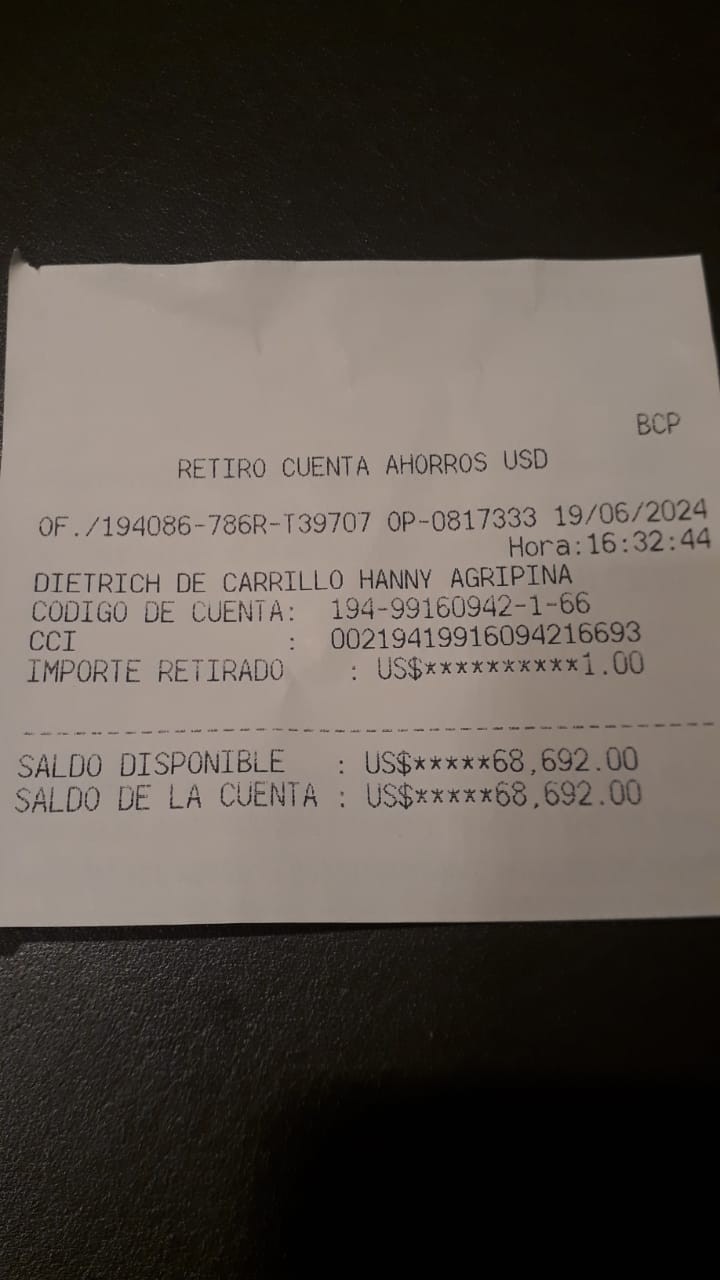 BCP
RETIRO CUENTA AHORROS USD
OF./194086-786R-T39707 OP-0817333 19/06/2024
Hora:16:32:44
DIETRICH DE CARRILLO HANNY AGRIPINA
CODIGO DE CUENTA: 194-99160942-1-66
CCI : 00219419916094216693
IMPORTE RETIRADO : US$**********1.00
SALDO DISPONIBLE : US$*****68,692.00
SALDO DE LA CUENTA : US$*****68,692.00